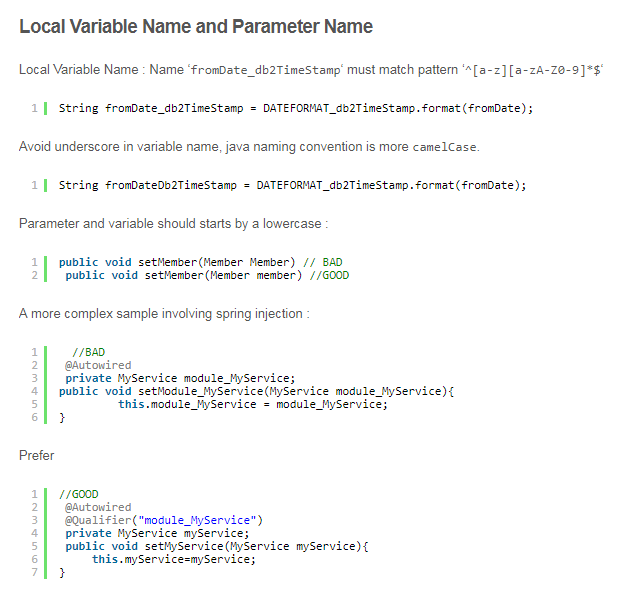 Local Variable Name and Parameter Name
Local Variable Name : Name ‘fromDate_db2TimeStamp‘ must match pattern ‘^[a-z][a-zA-Z0-9]*$‘
1 String fromDate_db2TimeStamp = DATEFORMAT_db2TimeStamp.format(fromDate);
Avoid underscore in variable name, java naming convention is more camelCase.
1 String fromDateDb2TimeStamp = DATEFORMAT_db2TimeStamp.format(fromDate);
Parameter and variable should starts by a lowercase :
1 public void setMember(Member Member) // BAD
2 public void setMember(Member member) //GOOD
A more complex sample involving spring injection :
1 //BAD
2 @Autowired
3 private MyService module_MyService;
4 public void setModule_MyService(MyService module_MyService){
5 this.module_MyService = module_MyService;
6 }
Prefer
1 //GOOD
2 @Autowired
3 @Qualifier("module_MyService")
4 private MyService myService;
5 public void setMyService(MyService myService){
6 this.myService=myService;
7 }